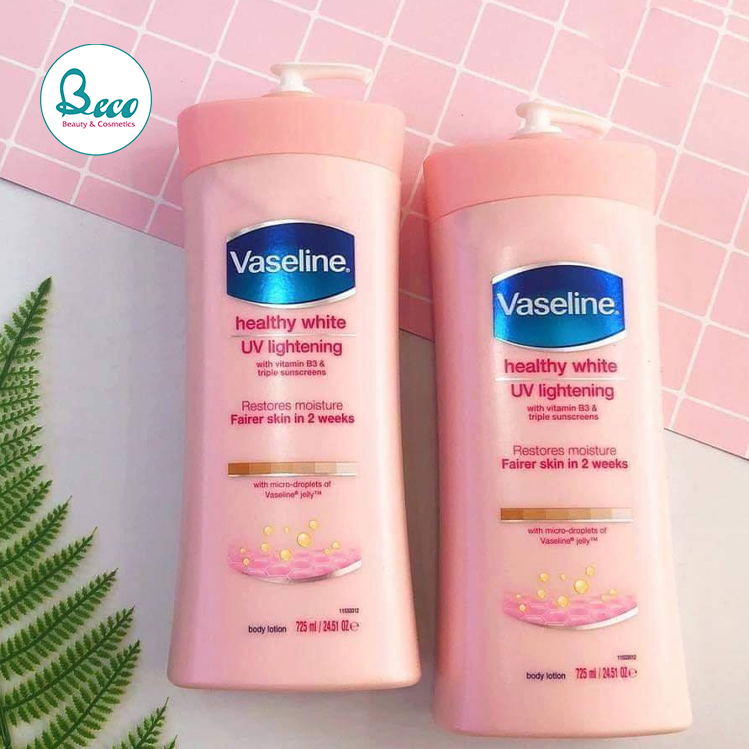 Beco
Beauty & Cosmetics
Vaseline.
healthy white
UV lightening
with vitamin B3 &
triple sunscreens
Restores moisture
Fairer skin in 2 weeks
with micro-droplets of
Vaseline® jelly™
11533312
body lotion 725 ml / 24.51 OZ ℮
Vaseline.
healthy white
UV lightening
with vitamin B3 &
triple sunscreens
Restores moisture
Fairer skin in 2 weeks
with micro-droplets of
Vaseline® jelly™
body lotion 725 ml / 24.51 OZ ℮